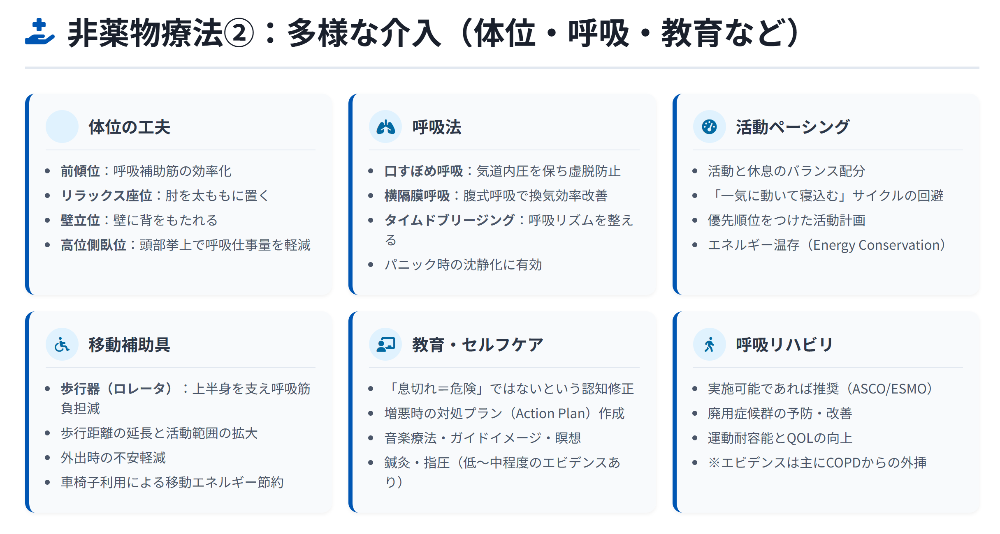 非薬物療法②：多様な介入（体位・呼吸・教育など）
体位の工夫
• 前傾位：呼吸補助筋の効率化
• リラックス座位：肘を太ももに置く
• 壁立位：壁に背をもたれる
• 高位側臥位：頭部挙上で呼吸仕事量を軽減
呼吸法
• 口すぼめ呼吸：気道内圧を保ち虚脱防止
• 横隔膜呼吸：腹式呼吸で換気効率改善
• タイムドブリージング：呼吸リズムを整え
る
• パニック時の沈静化に有効
活動ペーシング
• 活動と休息のバランス配分
• 「一気に動いて寝込む」サイクルの回避
• 優先順位をつけた活動計画
• エネルギー温存（Energy Conservation）
移動補助具
• 歩行器（ロレータ）：上半身を支え呼吸筋
負担減
• 歩行距離の延長と活動範囲の拡大
• 外出時の不安軽減
• 車椅子利用による移動エネルギー節約
教育・セルフケア
• 「息切れ＝危険」ではないという認知修正
• 増悪時の対処プラン（Action Plan）作成
• 音楽療法・ガイドイメージ・瞑想
• 鍼灸・指圧（低〜中程度のエビデンスあ
り）
呼吸リハビリ
• 実施可能であれば推奨（ASCO/ESMO）
• 廃用症候群の予防・改善
• 運動耐容能とQOLの向上
• ※エビデンスは主にCOPDからの外挿